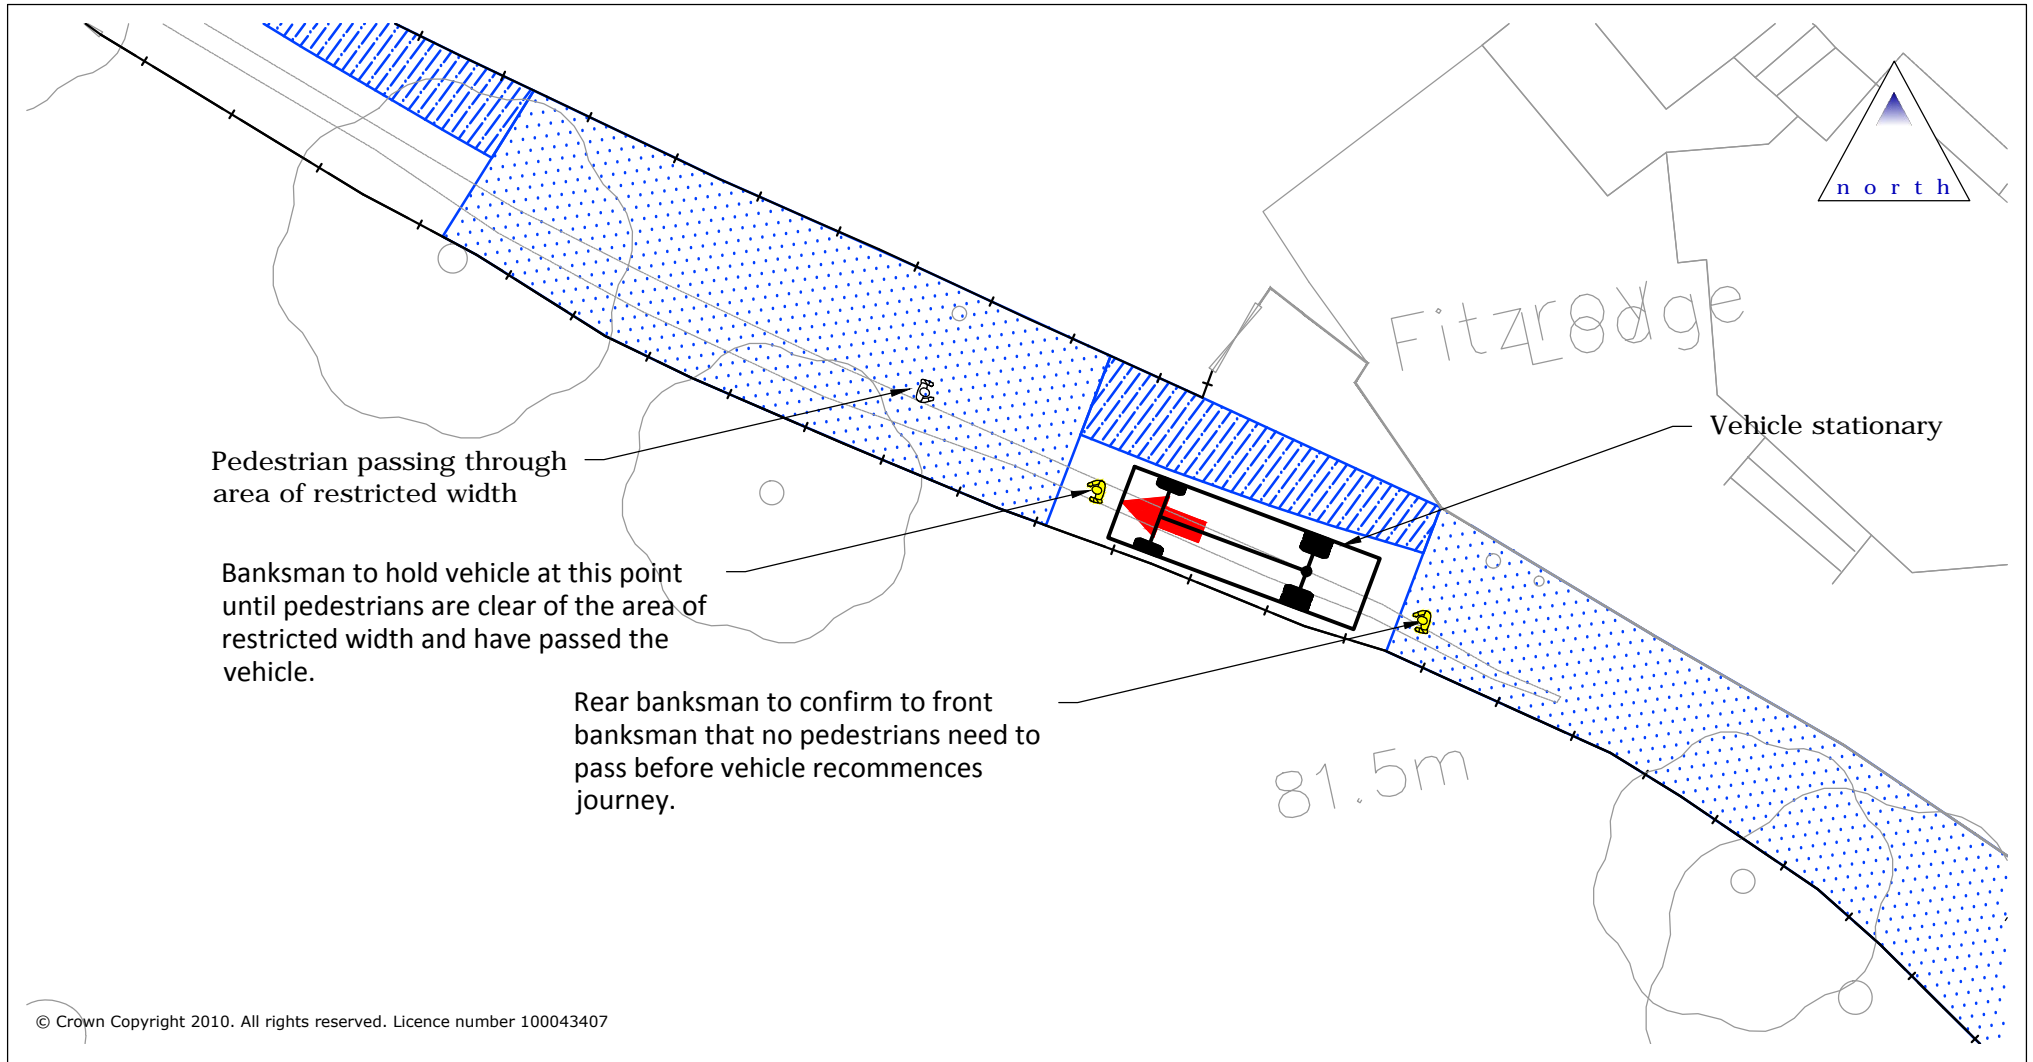 north
Fitzroy
Lodge
Vehicle stationary
Pedestrian passing through
area of restricted width
Banksman to hold vehicle at this point
until pedestrians are clear of the area of
restricted width and have passed the
vehicle.
Rear banksman to confirm to front
banksman that no pedestrians need to
pass before vehicle recommences
journey.
81.5m
© Crown Copyright 2010. All rights reserved. Licence number 100043407